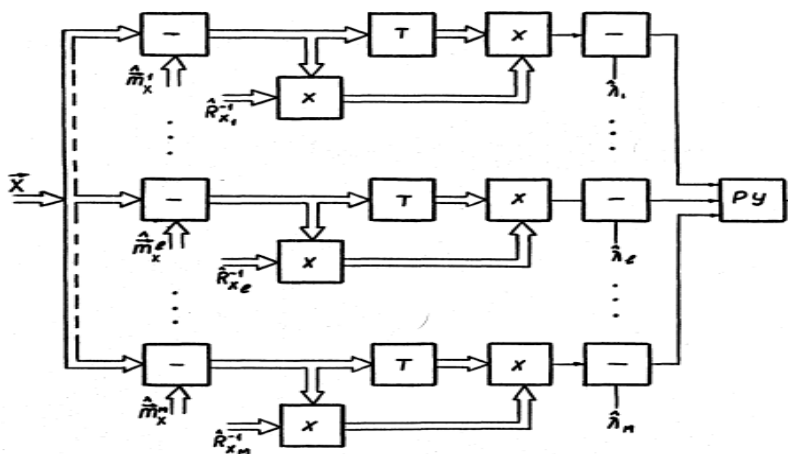 − T x −
m̂⃗ₓ¹ R̂ₓ₁⁻¹ x λ̂₁
X⃗ − T x − РУ
m̂⃗ₓˡ R̂ₓₗ⁻¹ x λ̂ₗ
− T x −
m̂⃗ₓᴹ R̂ₓₘ⁻¹ x λ̂ₘ